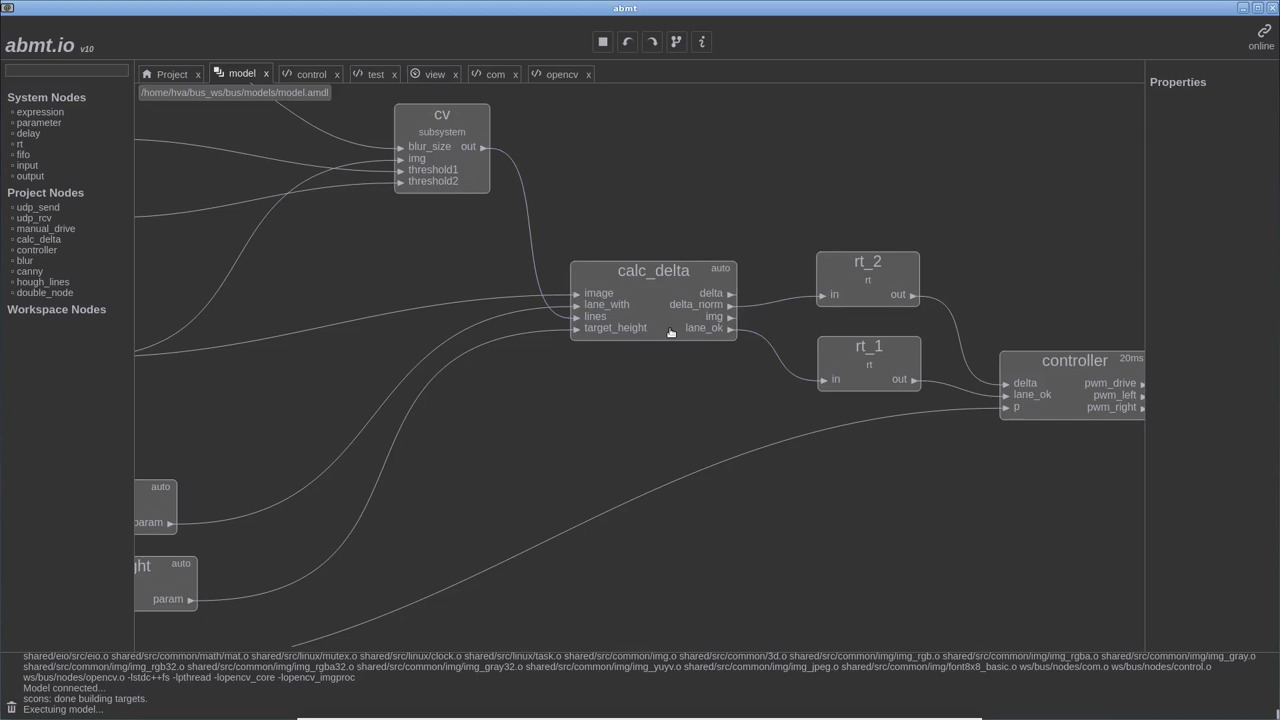 abmt
abmt.io v10
online
Project x
model x
control x
test x
view x
com x
opencv x
/home/hva/bus_ws/bus/models/model.amdl
Properties
System Nodes
expression
parameter
delay
rt
fifo
input
output
Project Nodes
udp_send
udp_rcv
manual_drive
calc_delta
controller
blur
canny
hough_lines
double_node
Workspace Nodes
cv
subsystem
blur_size out
img
threshold1
threshold2
calc_delta auto
image delta
lane_with delta_norm
lines img
target_height lane_ok
rt_2
rt
in out
rt_1
rt
in out
controller 20ms
delta pwm_drive
lane_ok pwm_left
p pwm_right
auto
param
ght auto
param
shared/eio/src/eio.o shared/src/common/math/mat.o shared/src/linux/mutex.o shared/src/linux/clock.o shared/src/linux/task.o shared/src/common/img.o shared/src/common/3d.o shared/src/common/img/img_rgb.o shared/src/common/img/img_rgba.o shared/src/common/img/img_gray.o
shared/src/common/img/img_rgb32.o shared/src/common/img/img_rgba32.o shared/src/common/img/img_gray32.o shared/src/common/img/img_yuyv.o shared/src/common/img/img_jpeg.o shared/src/common/img/font8x8_basic.o ws/bus/nodes/com.o ws/bus/nodes/control.o
ws/bus/nodes/opencv.o -lstdc++fs -lpthread -lopencv_core -lopencv_imgproc
Model connected...
scons: done building targets.
Exectuing model...